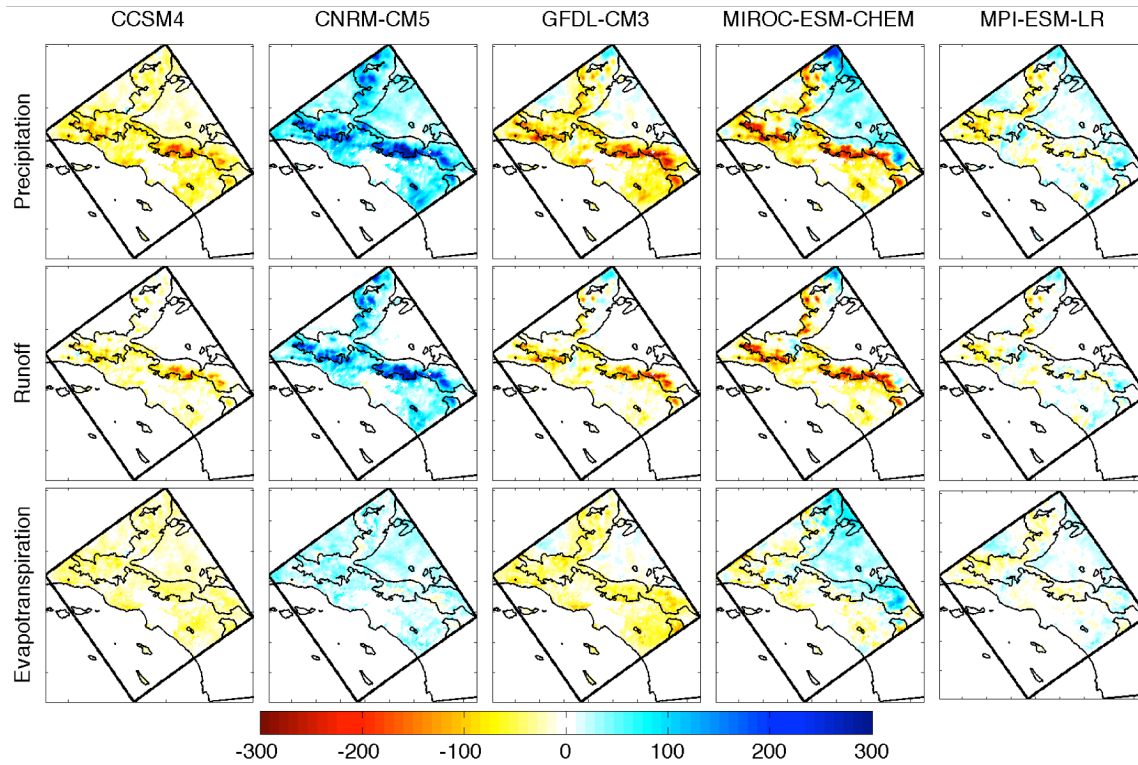 CCSM4 CNRM-CM5 GFDL-CM3 MIROC-ESM-CHEM MPI-ESM-LR
Precipitation
Runoff
Evapotranspiration
-300 -200 -100 0 100 200 300